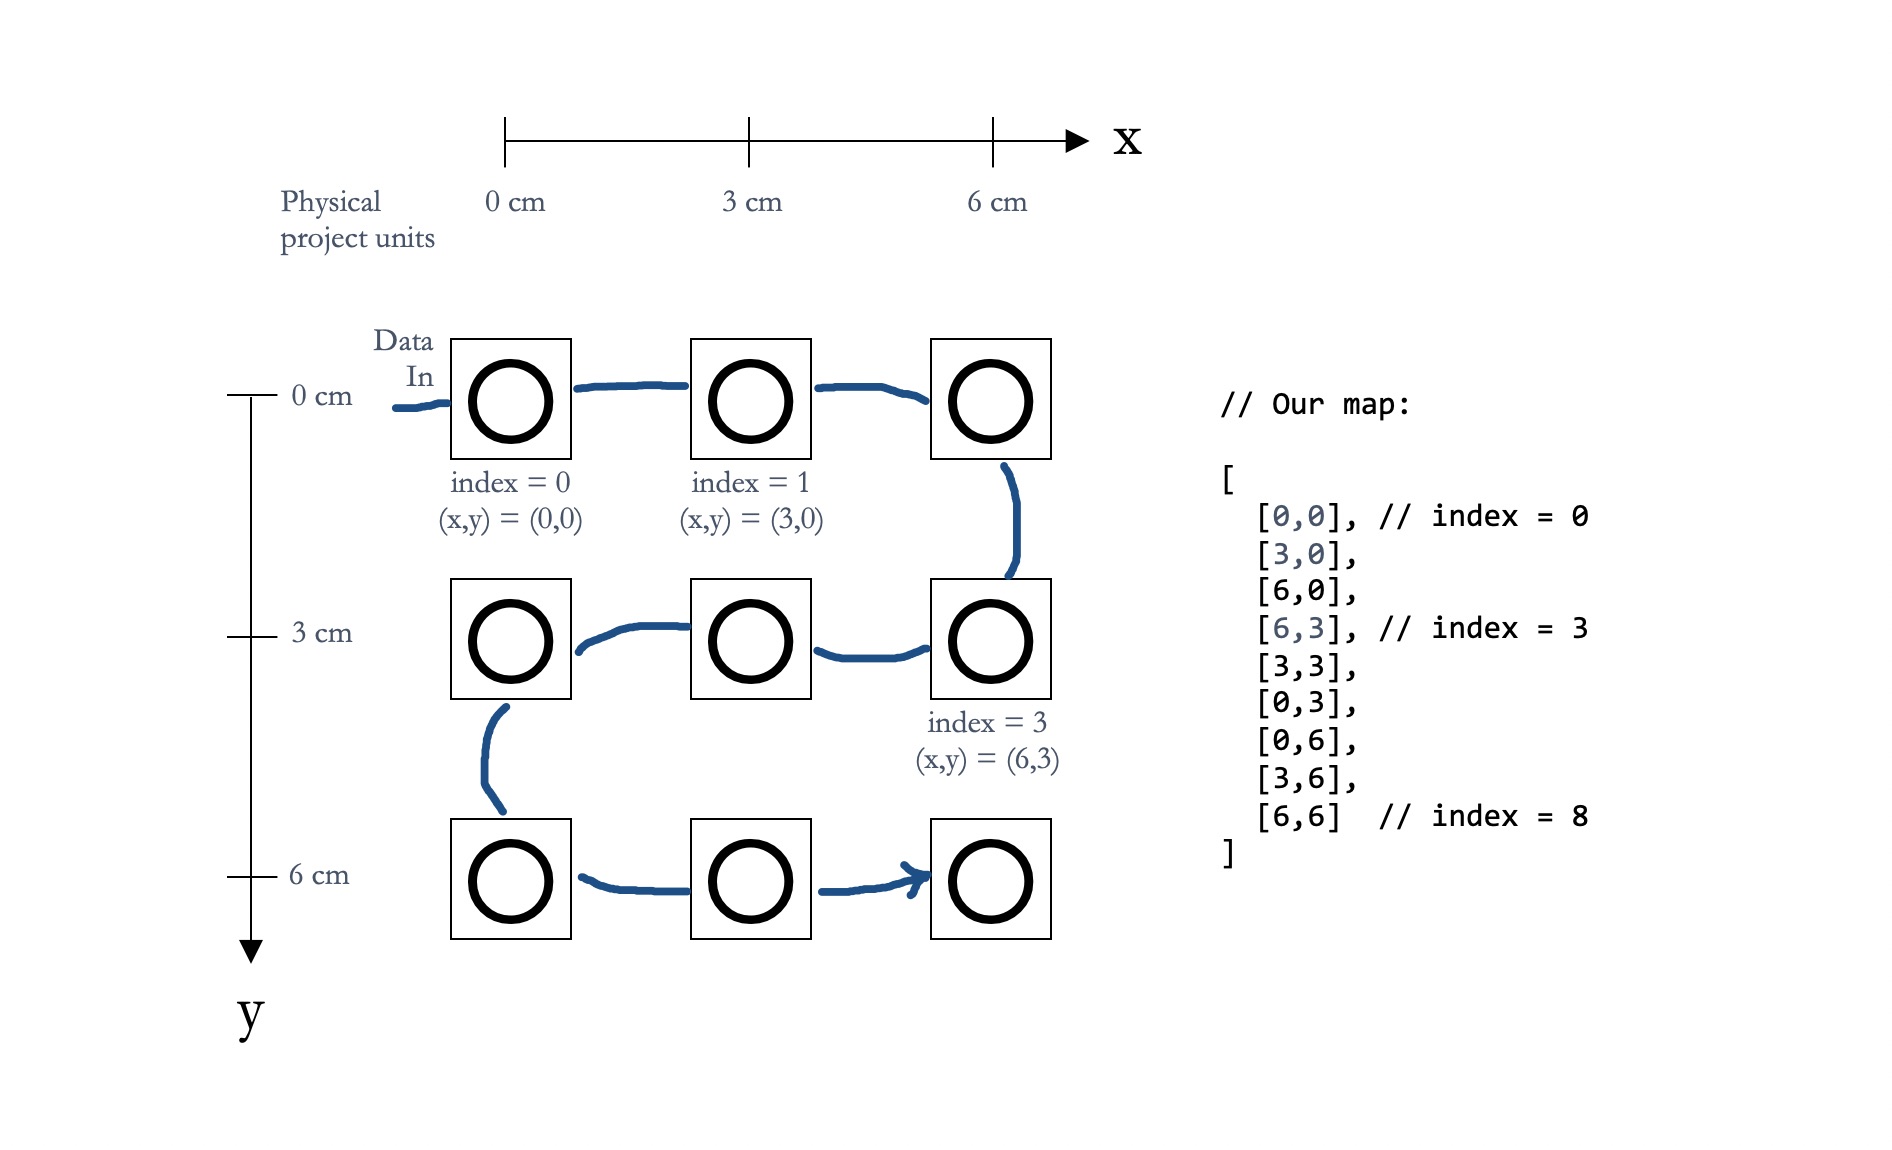 x
Physical
project units
0 cm
3 cm
6 cm
Data
In
0 cm
index = 0
(x,y) = (0,0)
index = 1
(x,y) = (3,0)
3 cm
index = 3
(x,y) = (6,3)
6 cm
y
// Our map:
[
[0,0], // index = 0
[3,0],
[6,0],
[6,3], // index = 3
[3,3],
[0,3],
[0,6],
[3,6],
[6,6]  // index = 8
]